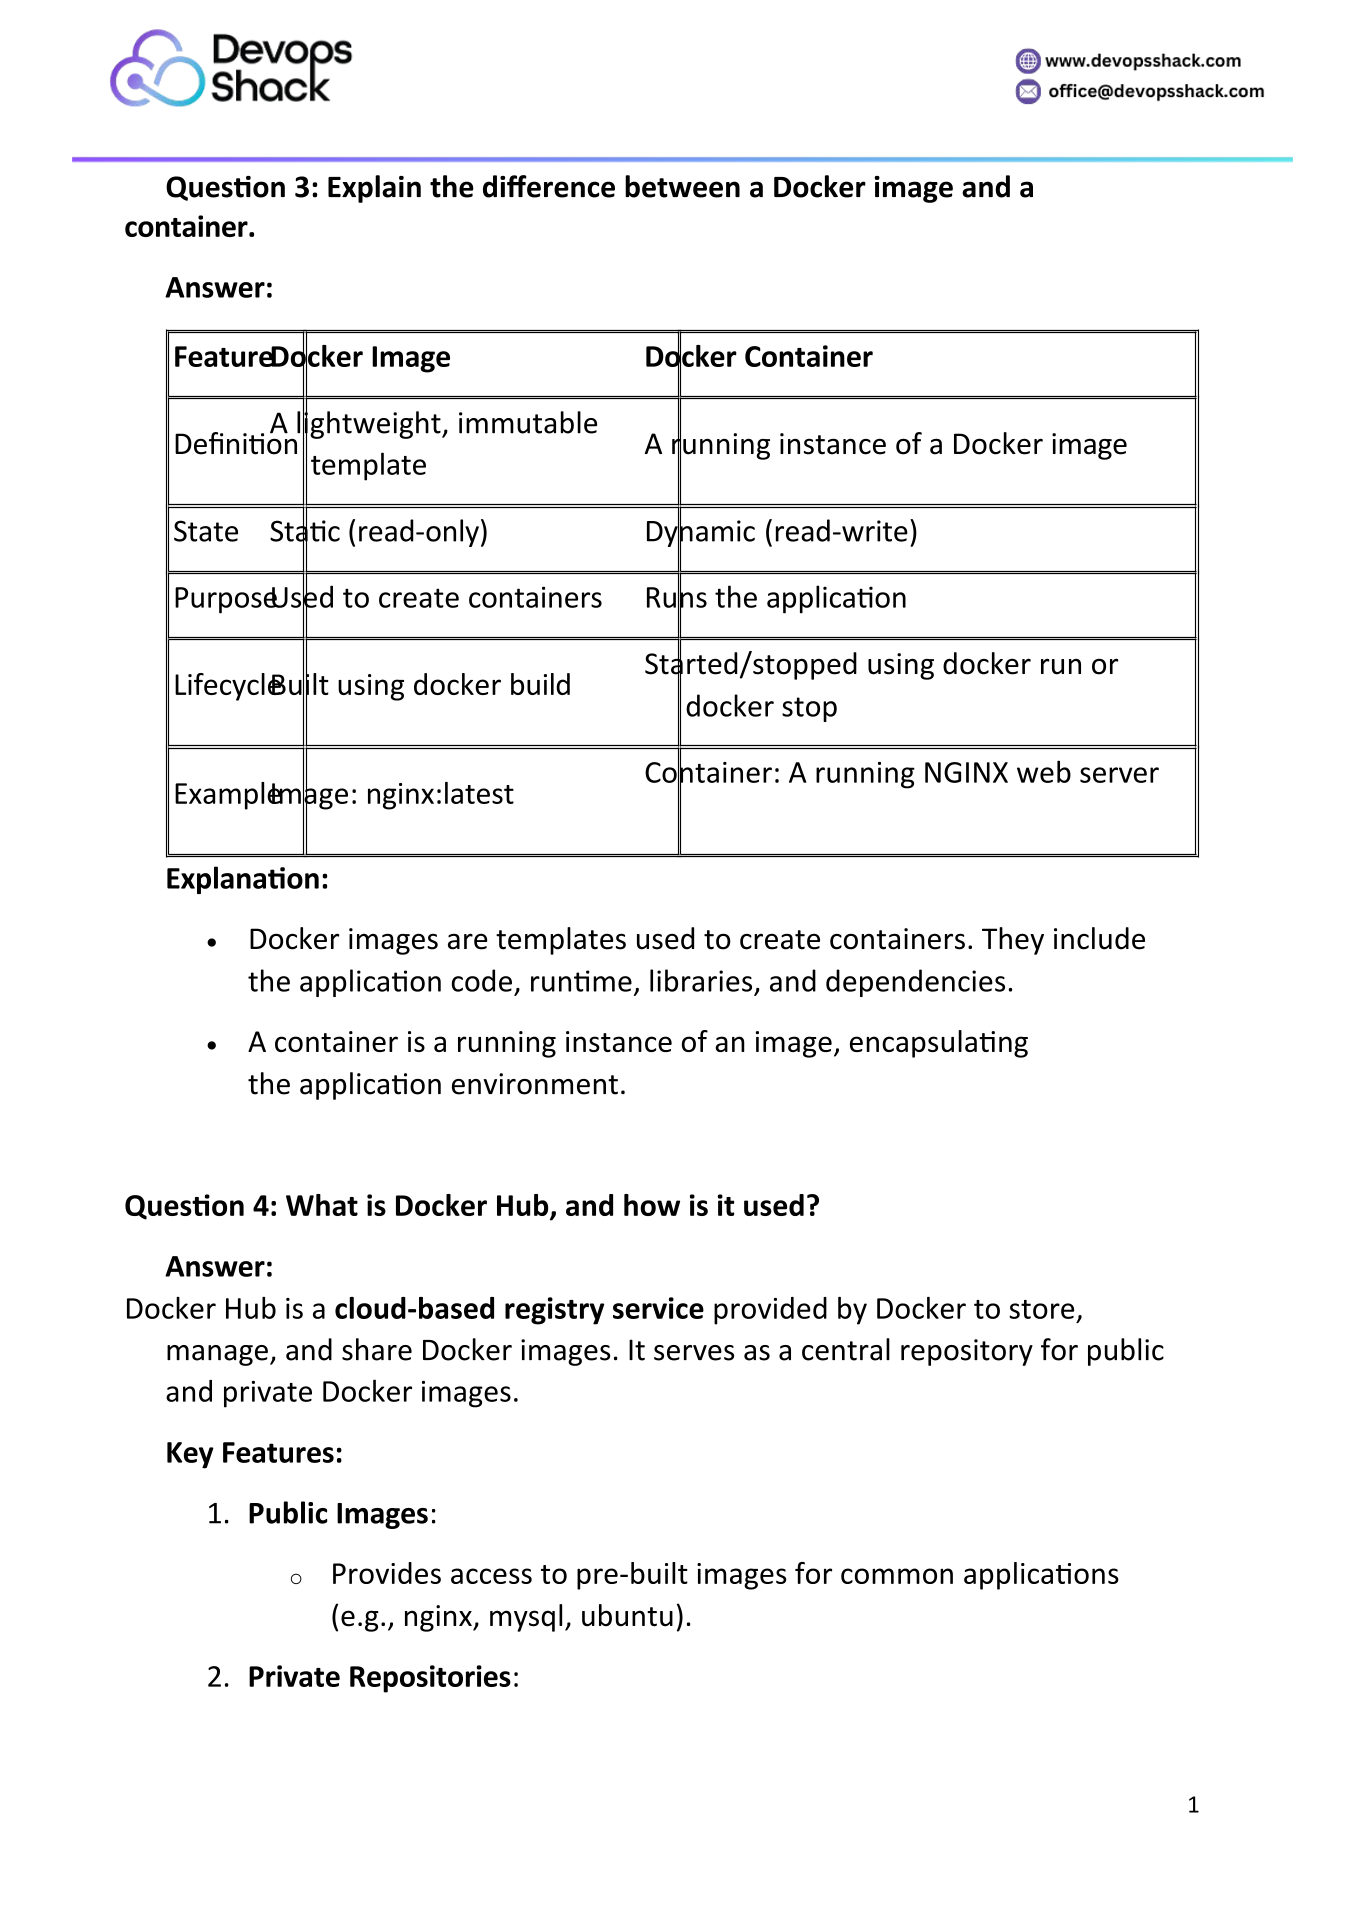 Devops
Shack
www.devopsshack.com
office@devopsshack.com
Question 3: Explain the difference between a Docker image and a
container.
Answer:
Feature Docker Image Docker Container
Definition A lightweight, immutable template A running instance of a Docker image
State Static (read-only) Dynamic (read-write)
Purpose Used to create containers Runs the application
Lifecycle Built using docker build Started/stopped using docker run or docker stop
Example Image: nginx:latest Container: A running NGINX web server
Explanation:
• Docker images are templates used to create containers. They include
the application code, runtime, libraries, and dependencies.
• A container is a running instance of an image, encapsulating
the application environment.
Question 4: What is Docker Hub, and how is it used?
Answer:
Docker Hub is a cloud-based registry service provided by Docker to store,
manage, and share Docker images. It serves as a central repository for public
and private Docker images.
Key Features:
1. Public Images:
○ Provides access to pre-built images for common applications
(e.g., nginx, mysql, ubuntu).
2. Private Repositories:
1